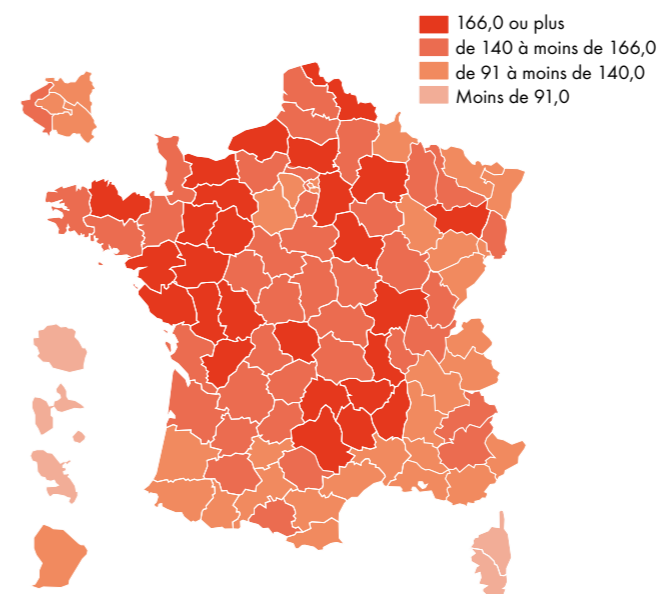 166,0 ou plus
de 140 à moins de 166,0
de 91 à moins de 140,0
Moins de 91,0